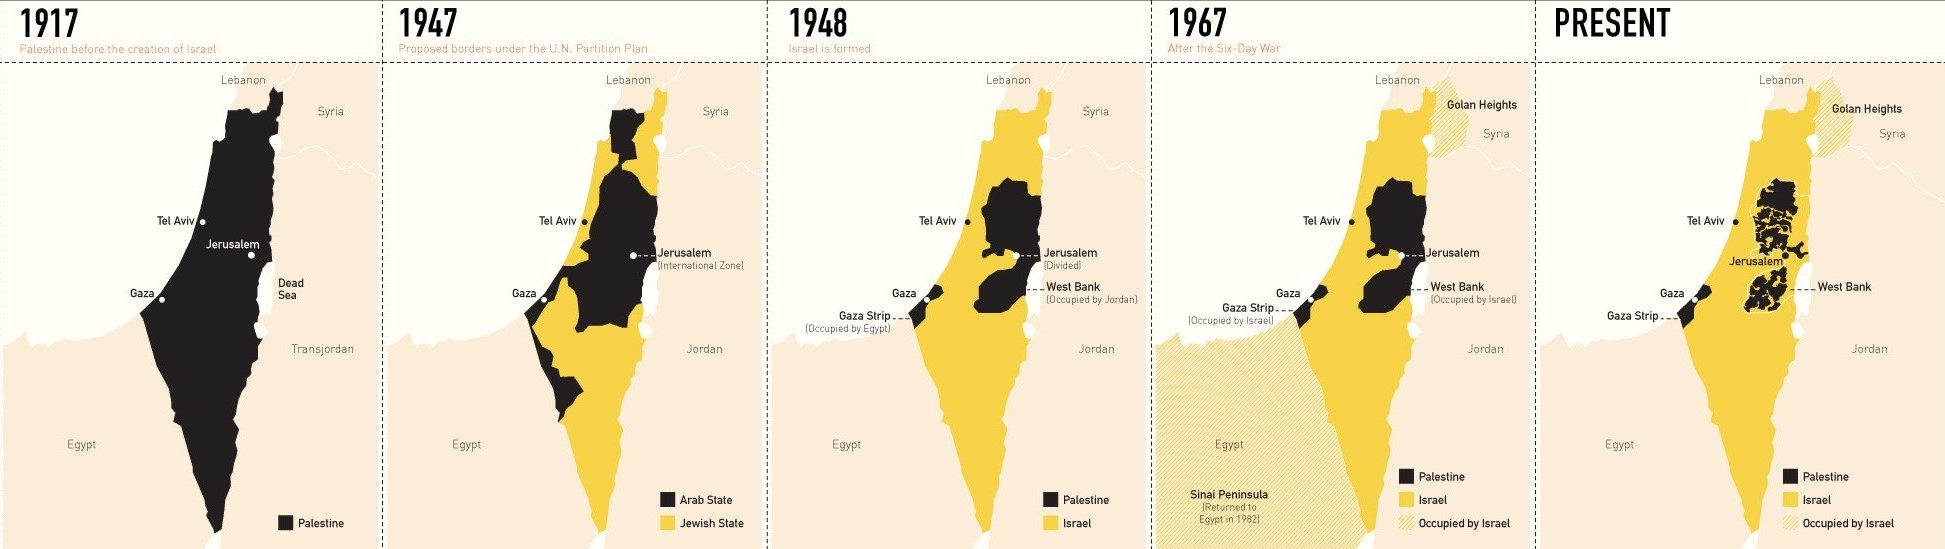 1917
Palestine before the creation of Israel
Lebanon
Syria
Tel Aviv
Jerusalem
Dead
Sea
Gaza
Transjordan
Egypt
Palestine
1947
Proposed borders under the U.N. Partition Plan
Lebanon
Syria
Tel Aviv
Jerusalem
(International Zone)
Gaza
Jordan
Egypt
Arab State
Jewish State
1948
Israel is formed
Lebanon
Syria
Tel Aviv
Jerusalem
(Divided)
West Bank
(Occupied by Jordan)
Gaza
Gaza Strip
(Occupied by Egypt)
Jordan
Egypt
Palestine
Israel
1967
After the Six-Day War
Lebanon
Golan Heights
Syria
Tel Aviv
Jerusalem
West Bank
(Occupied by Israel)
Gaza
Gaza Strip
(Occupied by Israel)
Jordan
Egypt
Sinai Peninsula
(Returned to
Egypt in 1982)
Palestine
Israel
Occupied by Israel
PRESENT
Lebanon
Golan Heights
Syria
Tel Aviv
Jerusalem
West Bank
Gaza
Gaza Strip
Jordan
Egypt
Palestine
Israel
Occupied by Israel